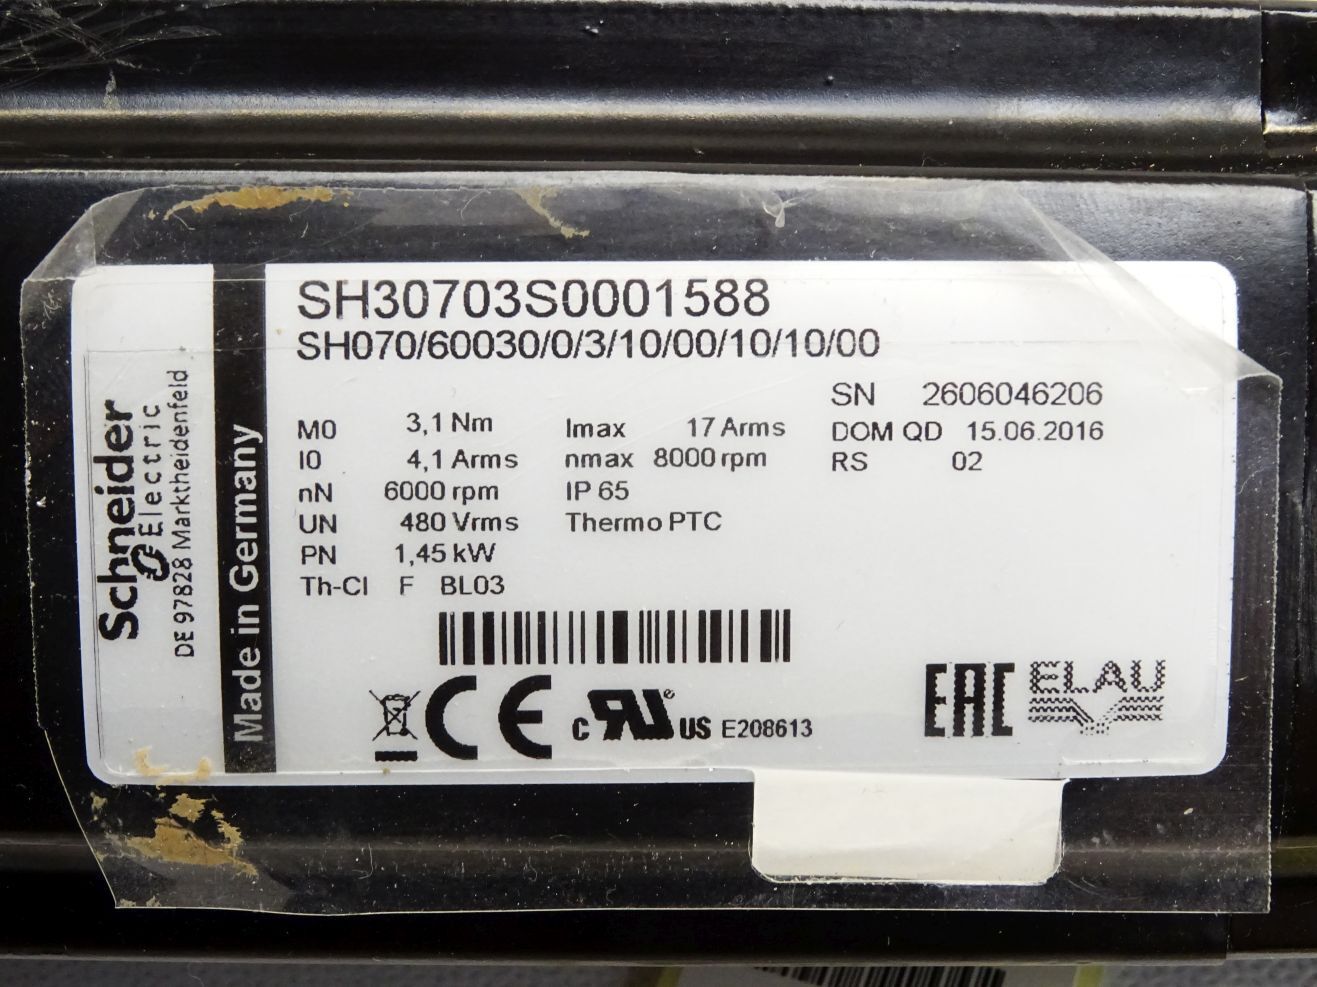 SH30703S0001588
SH070/60030/0/3/10/00/10/10/00
SN 2606046206
M0 3,1 Nm Imax 17 Arms DOM QD 15.06.2016
I0 4,1 Arms nmax 8000 rpm RS 02
nN 6000 rpm IP 65
UN 480 Vrms Thermo PTC
PN 1,45 kW
Th-Cl F BL03
CE c RU US E208613
EAC ELAU
Schneider
Electric
DE 97828 Marktheidenfeld
Made in Germany